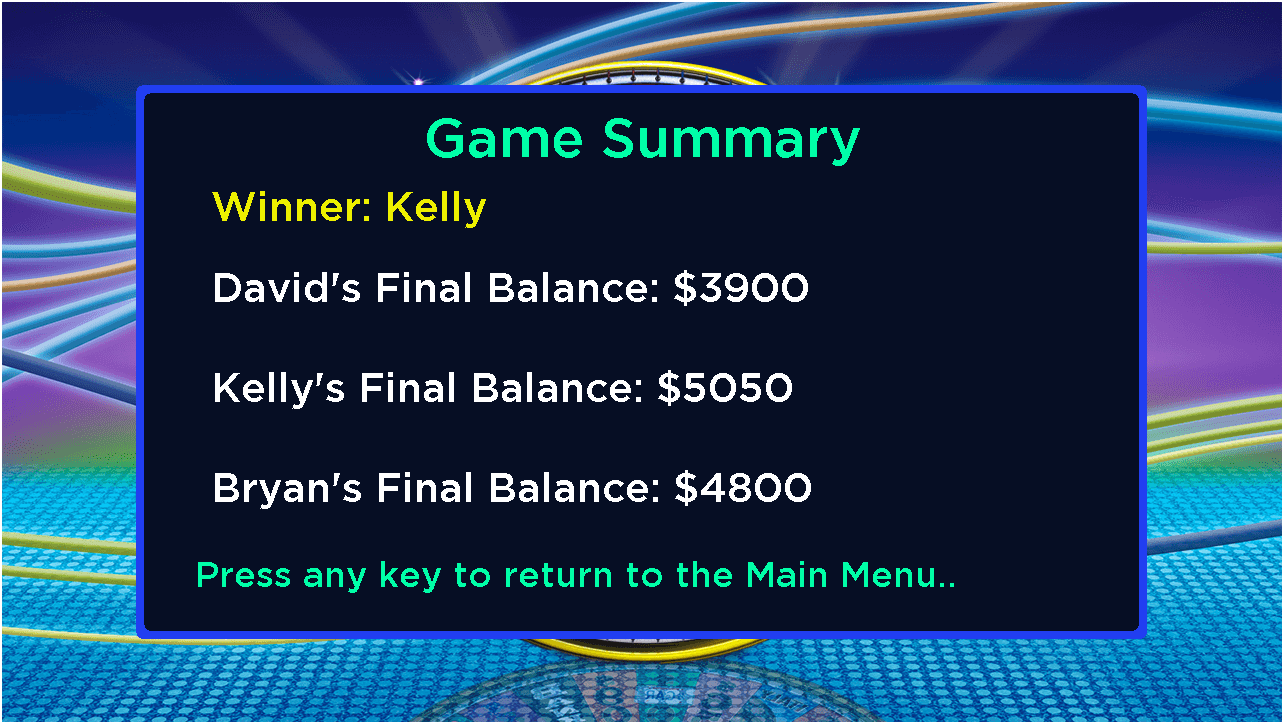 Game Summary
Winner: Kelly
David's Final Balance: $3900
Kelly's Final Balance: $5050
Bryan's Final Balance: $4800
Press any key to return to the Main Menu..